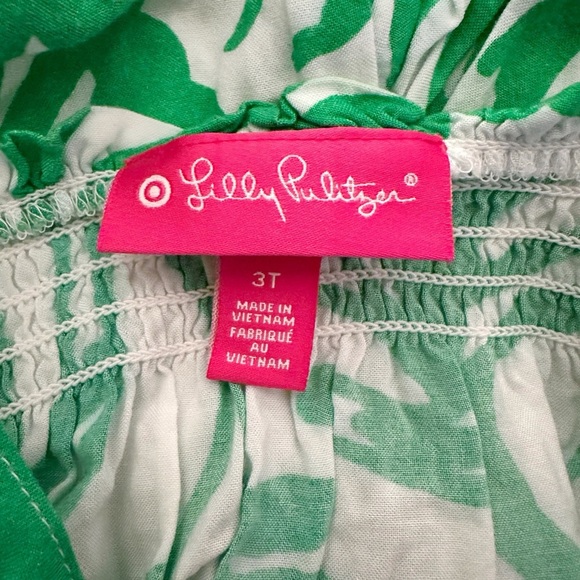 Lilly Pulitzer®
3T
MADE IN
VIETNAM
FABRIQUÉ
AU
VIETNAM